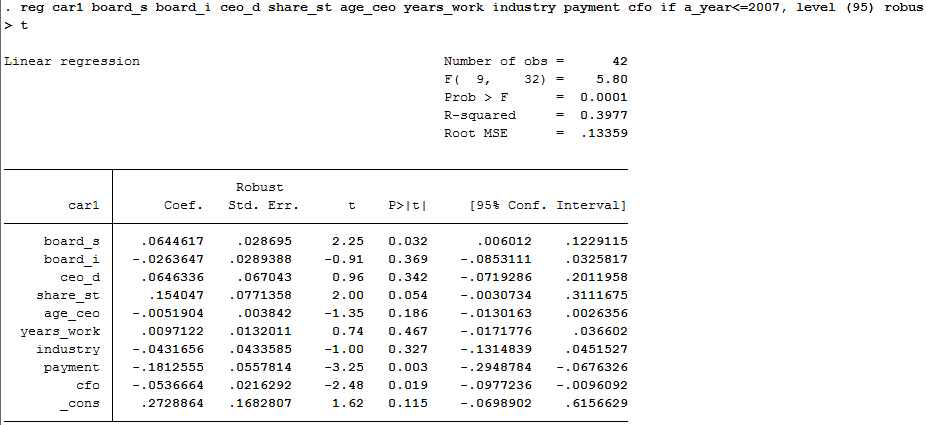 . reg car1 board_s board_i ceo_d share_st age_ceo years_work industry payment cfo if a_year<=2007, level (95) robus
> t
Linear regression Number of obs = 42
F( 9, 32) = 5.80
Prob > F = 0.0001
R-squared = 0.3977
Root MSE = .13359
Robust
car1 Coef. Std. Err. t P>|t| [95% Conf. Interval]
board_s .0644617 .028695 2.25 0.032 .006012 .1229115
board_i -.0263647 .0289388 -0.91 0.369 -.0853111 .0325817
ceo_d .0646336 .067043 0.96 0.342 -.0719286 .2011958
share_st .154047 .0771358 2.00 0.054 -.0030734 .3111675
age_ceo -.0051904 .003842 -1.35 0.186 -.0130163 .0026356
years_work .0097122 .0132011 0.74 0.467 -.0171776 .036602
industry -.0431656 .0433585 -1.00 0.327 -.1314839 .0451527
payment -.1812555 .0557814 -3.25 0.003 -.2948784 -.0676326
cfo -.0536664 .0216292 -2.48 0.019 -.0977236 -.0096092
_cons .2728864 .1682807 1.62 0.115 -.0698902 .6156629